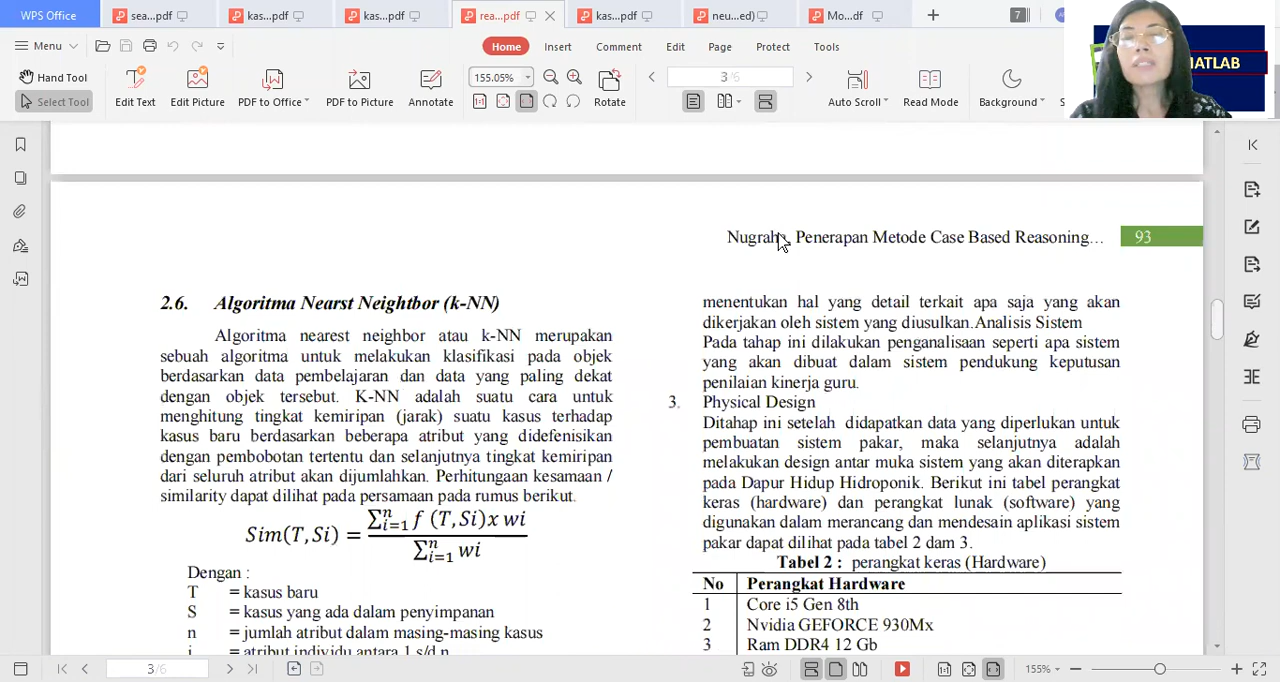 WPS Office
sea....pdf
kas...pdf
kas...pdf
rea...pdf
kas...pdf
neu...ed)
Mo...df
7
Menu
Home
Insert
Comment
Edit
Page
Protect
Tools
MATLAB
Hand Tool
Select Tool
Edit Text
Edit Picture
PDF to Office
PDF to Picture
Annotate
155.05%
Rotate
3/6
Auto Scroll
Read Mode
Background
Nugraha, Penerapan Metode Case Based Reasoning… 93
2.6. Algoritma Nearst Neightbor (k-NN)
Algoritma nearest neighbor atau k-NN merupakan
sebuah algoritma untuk melakukan klasifikasi pada objek
berdasarkan data pembelajaran dan data yang paling dekat
dengan objek tersebut. K-NN adalah suatu cara untuk
menghitung tingkat kemiripan (jarak) suatu kasus terhadap
kasus baru berdasarkan beberapa atribut yang didefenisikan
dengan pembobotan tertentu dan selanjutnya tingkat kemiripan
dari seluruh atribut akan dijumlahkan. Perhitungan kesamaan /
similarity dapat dilihat pada persamaan pada rumus berikut.
Sim(T,Si) = ∑ⁿᵢ₌₁ f (T,Si)x wi / ∑ⁿᵢ₌₁ wi
Dengan :
T = kasus baru
S = kasus yang ada dalam penyimpanan
n = jumlah atribut dalam masing-masing kasus
i = atribut individu antara 1 s/d n
menentukan hal yang detail terkait apa saja yang akan
dikerjakan oleh sistem yang diusulkan.Analisis Sistem
Pada tahap ini dilakukan penganalisaan seperti apa sistem
yang akan dibuat dalam sistem pendukung keputusan
penilaian kinerja guru.
3. Physical Design
Ditahap ini setelah didapatkan data yang diperlukan untuk
pembuatan sistem pakar, maka selanjutnya adalah
melakukan design antar muka sistem yang akan diterapkan
pada Dapur Hidup Hidroponik. Berikut ini tabel perangkat
keras (hardware) dan perangkat lunak (software) yang
digunakan dalam merancang dan mendesain aplikasi sistem
pakar dapat dilihat pada tabel 2 dam 3.
Tabel 2 : perangkat keras (Hardware)
No Perangkat Hardware
1 Core i5 Gen 8th
2 Nvidia GEFORCE 930Mx
3 Ram DDR4 12 Gb
3/6
155%